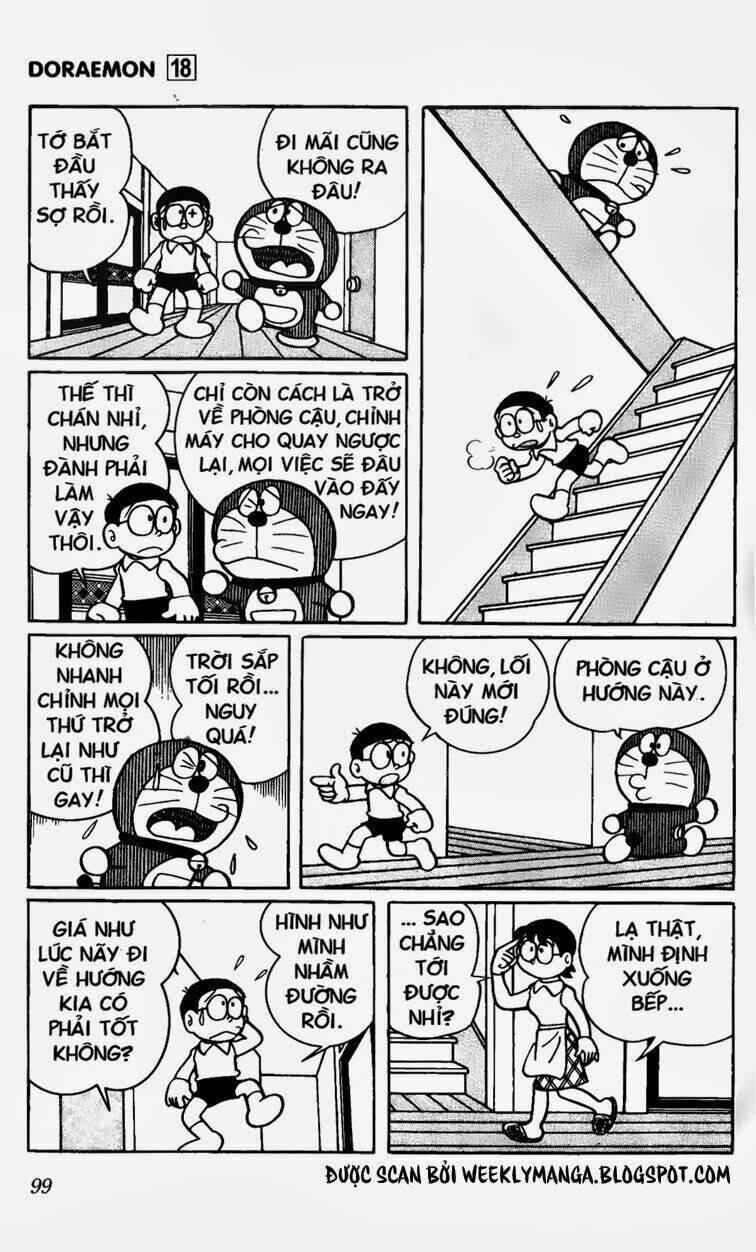 DORAEMON 18
TỚ BẮT
ĐẦU
THẤY
SỢ RỒI.
ĐI MÃI CŨNG
KHÔNG RA
ĐÂU!
THẾ THÌ
CHÁN NHỈ,
NHƯNG
ĐÀNH PHẢI
LÀM
VẬY
THÔI.
CHỈ CÒN CÁCH LÀ TRỞ
VỀ PHÒNG CẬU, CHỈNH
MÁY CHO QUAY NGƯỢC
LẠI, MỌI VIỆC SẼ ĐÂU
VÀO ĐẤY
NGAY!
KHÔNG
NHANH
CHỈNH MỌI
THỨ TRỞ
LẠI NHƯ
CŨ THÌ
GAY!
TRỜI SẮP
TỐI RỒI...
NGUY
QUÁ!
KHÔNG, LỐI
NÀY MỚI
ĐÚNG!
PHÒNG CẬU Ở
HƯỚNG NÀY.
GIÁ NHƯ
LÚC NÃY ĐI
VỀ HƯỚNG
KIA CÓ
PHẢI TỐT
KHÔNG?
HÌNH NHƯ
MÌNH
NHẦM
ĐƯỜNG
RỒI.
... SAO
CHẲNG
TỚI
ĐƯỢC
NHỈ?
LẠ THẬT,
MÌNH ĐỊNH
XUỐNG
BẾP...
99
ĐƯỢC SCAN BỞI WEEKLYMANGA.BLOGSPOT.COM